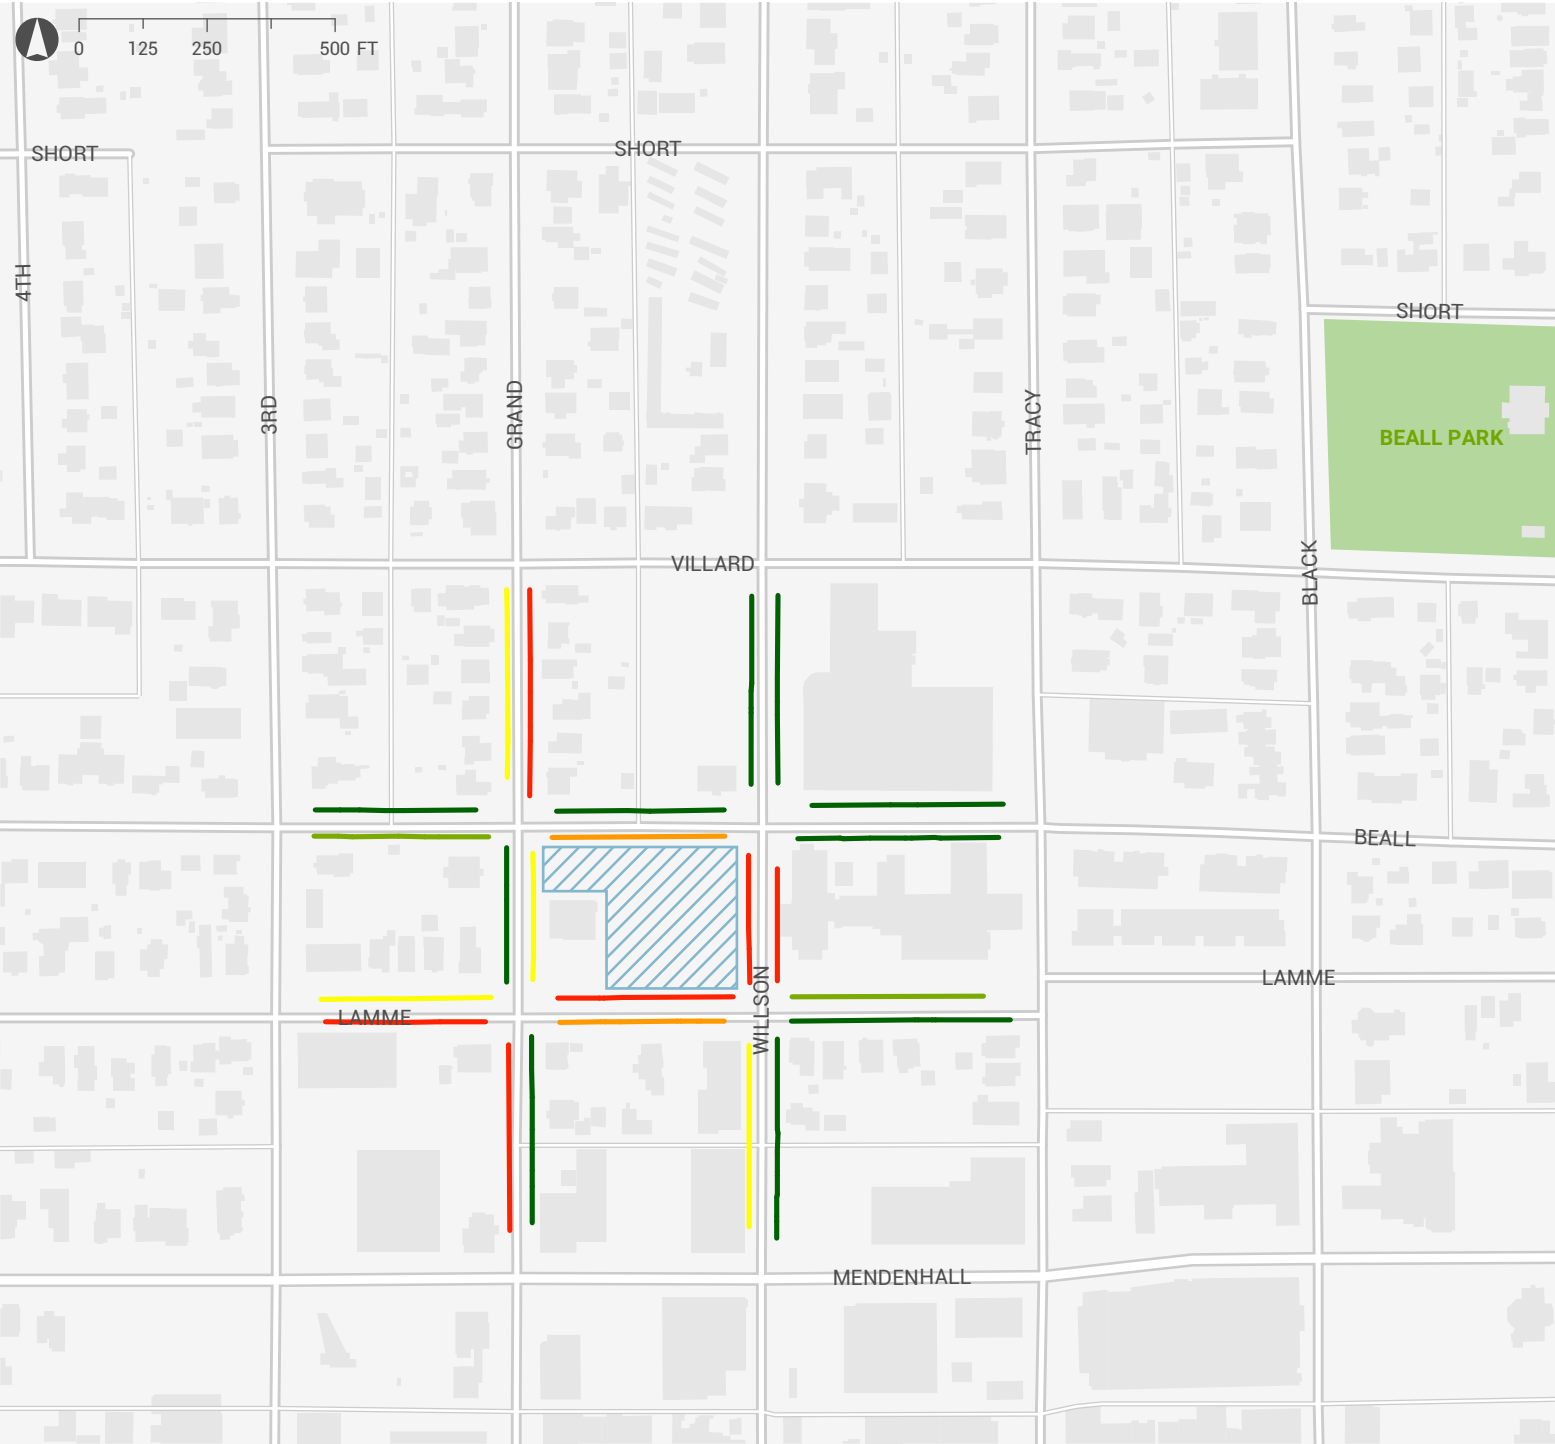 0 125 250 500 FT
SHORT
SHORT
4TH
SHORT
3RD
GRAND
TRACY
BEALL PARK
VILLARD
BLACK
BEALL
LAMME
WILLSON
LAMME
MENDENHALL